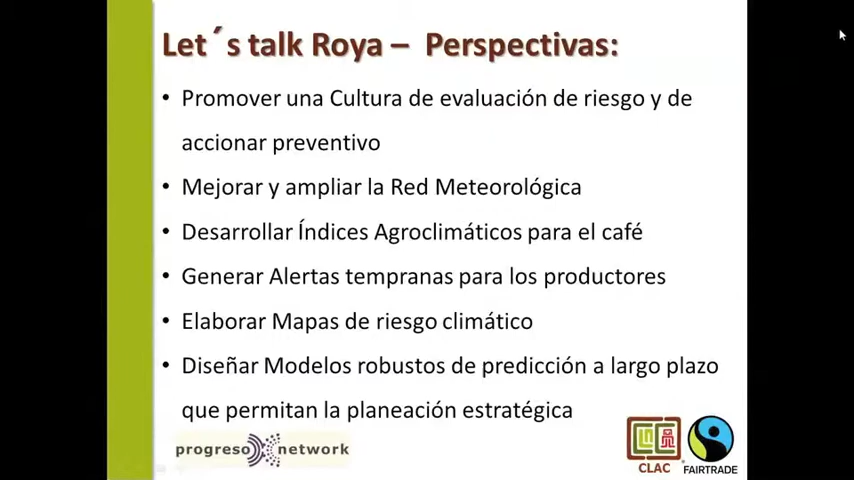 Let´s talk Roya – Perspectivas:
• Promover una Cultura de evaluación de riesgo y de
accionar preventivo
• Mejorar y ampliar la Red Meteorológica
• Desarrollar Índices Agroclimáticos para el café
• Generar Alertas tempranas para los productores
• Elaborar Mapas de riesgo climático
• Diseñar Modelos robustos de predicción a largo plazo
que permitan la planeación estratégica
progreso network
CLAC
FAIRTRADE